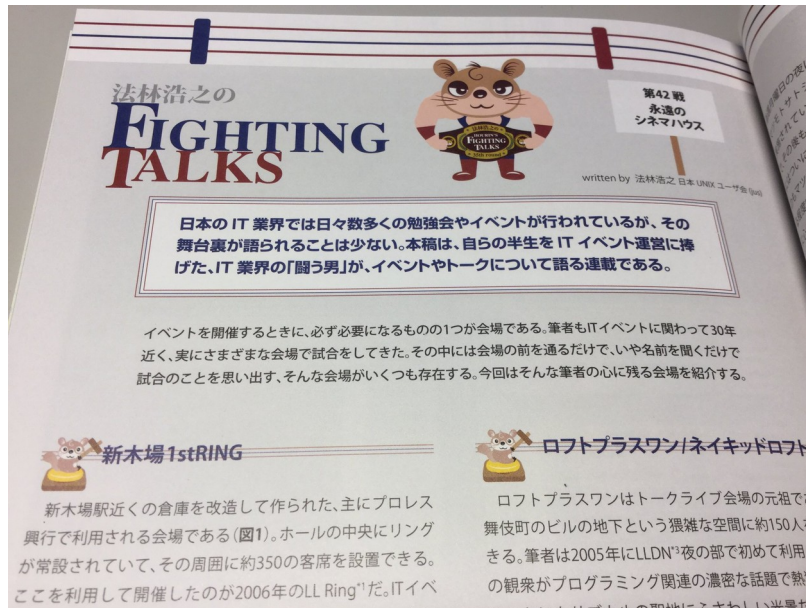 法林浩之の
FIGHTING
TALKS
HOURIN'S
FIGHTING
TALKS
第42戦
永遠の
シネマハウス
written by 法林浩之 日本 UNIX ユーザ会 (jus)
日本の IT 業界では日々数多くの勉強会やイベントが行われているが、その
舞台裏が語られることは少ない。本稿は、自らの半生を IT イベント運営に捧
げた、IT 業界の「闘う男」が、イベントやトークについて語る連載である。
イベントを開催するときに、必ず必要になるものの1つが会場である。筆者もITイベントに関わって30年
近く、実にさまざまな会場で試合をしてきた。その中には会場の前を通るだけで、いや名前を聞くだけで
試合のことを思い出す、そんな会場がいくつも存在する。今回はそんな筆者の心に残る会場を紹介する。
新木場1stRING
新木場駅近くの倉庫を改造して作られた、主にプロレス
興行で利用される会場である(図1)。ホールの中央にリング
が常設されていて、その周囲に約350の客席を設置できる。
ここを利用して開催したのが2006年のLL Ring*1だ。ITイベ
ロフトプラスワン/ネイキッドロフト
ロフトプラスワンはトークライブ会場の元祖で
舞伎町のビルの地下という猥雑な空間に約150人
きる。筆者は2005年にLLDN*3夜の部で初めて利用
の観衆がプログラミング関連の濃密な話題で熱